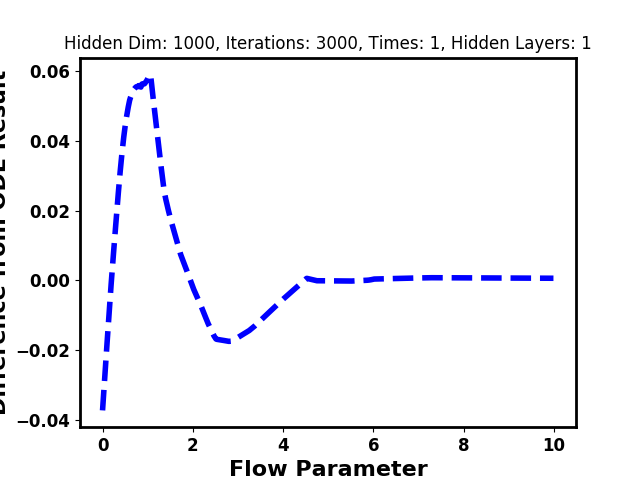 Hidden Dim: 1000, Iterations: 3000, Times: 1, Hidden Layers: 1
Difference from ODE Result
0.06
0.04
0.02
0.00
−0.02
−0.04
0 2 4 6 8 10
Flow Parameter